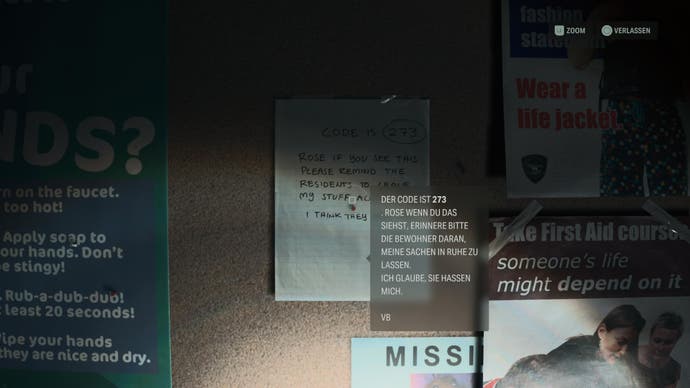 ur
NDS?
rn on the faucet.
too hot!
Apply soap to
our hands. Don't
be stingy!
. Rub-a-dub-dub!
t least 20 seconds!
Wipe your hands
they are nice and dry.
CODE IS 273
ROSE IF YOU SEE THIS
PLEASE REMIND THE
RESIDENTS TO
MY STUFF
I THINK THEY
DER CODE IST 273
. ROSE WENN DU DAS
SIEHST, ERINNERE BITTE
DIE BEWOHNER DARAN,
MEINE SACHEN IN RUHE ZU
LASSEN.
ICH GLAUBE, SIE HASSEN
MICH.
VB
MISSI
ZOOM
VERLASSEN
fashion
statement
Wear a
life jacket.
Take First Aid course
someone's life
might depend on it